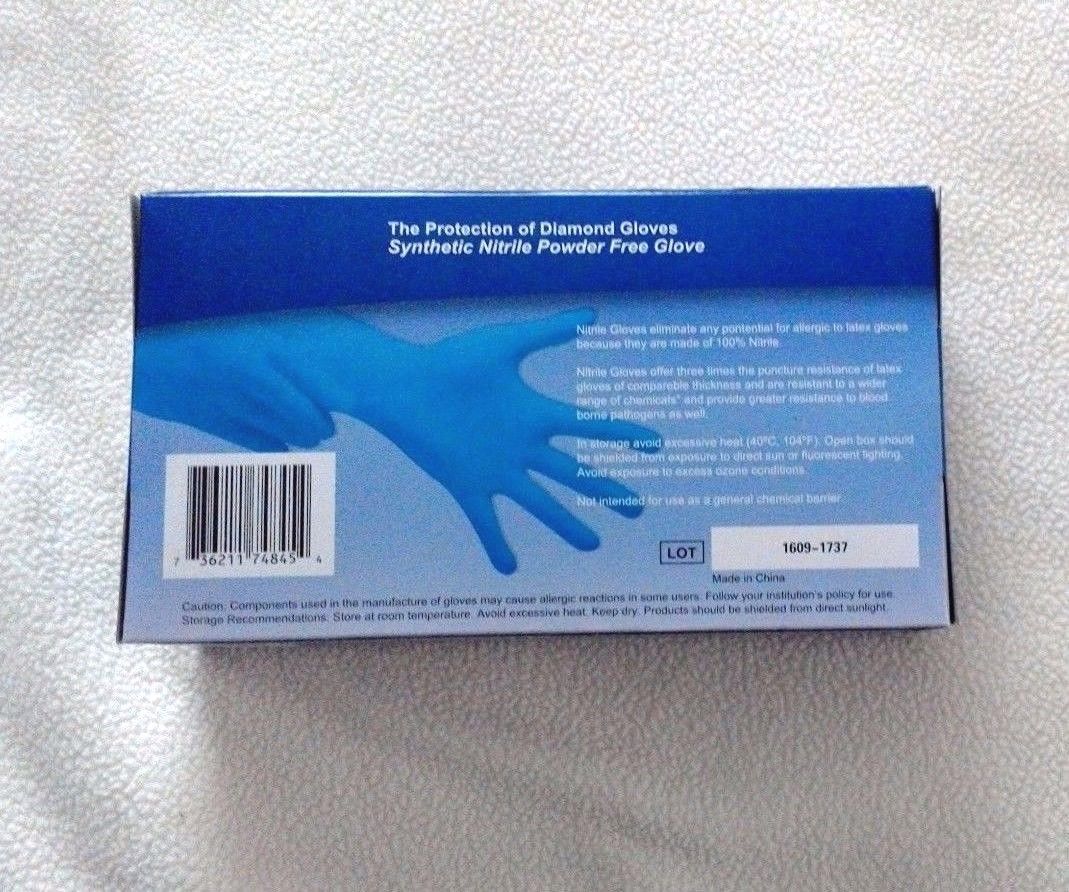 The Protection of Diamond Gloves
Synthetic Nitrile Powder Free Glove
Nitrile Gloves eliminate any pontential for allergic to latex gloves
because they are made of 100% Nitrile
Nitrile Gloves offer three times the puncture resistance of latex
gloves of compareble thickness and are resistant to a wider
range of chemicals* and provide greater resistance to blood
borne pathogens as well.
In storage avoid excessive heat (40°C, 104°F). Open box should
be shielded from exposure to direct sun or fluorescent lighting.
Avoid exposure to excess ozone conditions.
Not intended for use as a general chemical barrier
7 36211 74845 4
LOT 1609-1737
Made in China
Caution: Components used in the manufacture of gloves may cause allergic reactions in some users. Follow your institution's policy for use.
Storage Recommendations: Store at room temperature. Avoid excessive heat. Keep dry. Products should be shielded from direct sunlight.